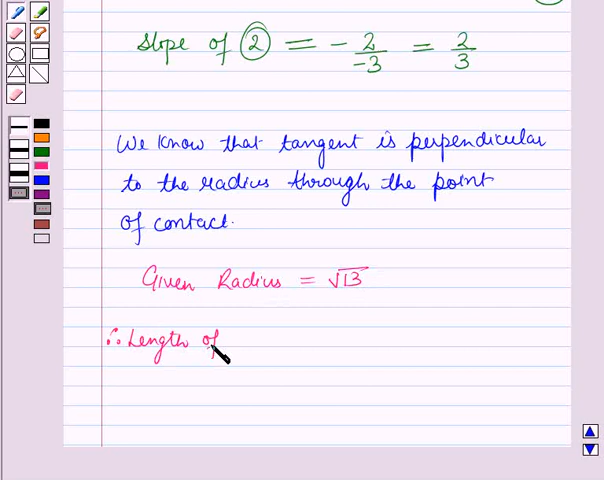 Slope of 2 = - 2/-3 = 2/3
We know that tangent is perpendicular
to the radius through the point
of contact.
Given Radius = √13
∴ Length of